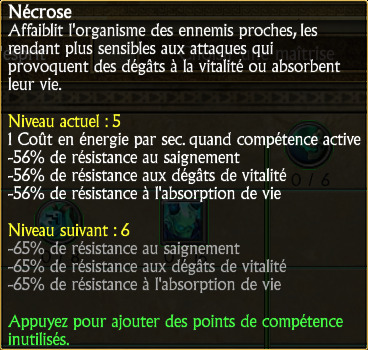 Nécrose
Affaiblit l'organisme des ennemis proches, les
rendant plus sensibles aux attaques qui
provoquent des dégâts à la vitalité ou absorbent
leur vie.
Niveau actuel : 5
1 Coût en énergie par sec. quand compétence active
-56% de résistance au saignement
-56% de résistance aux dégâts de vitalité
-56% de résistance à l'absorption de vie
Niveau suivant : 6
-65% de résistance au saignement
-65% de résistance aux dégâts de vitalité
-65% de résistance à l'absorption de vie
Appuyez pour ajouter des points de compétence
inutilisés.